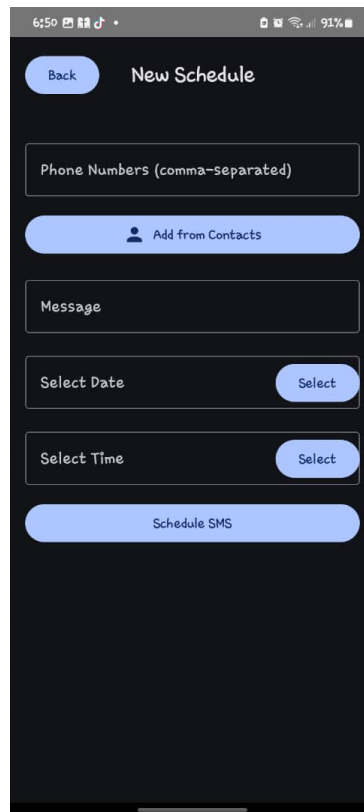 6:50
91%
Back
New Schedule
Phone Numbers (comma-separated)
Add from Contacts
Message
Select Date
Select
Select Time
Select
Schedule SMS